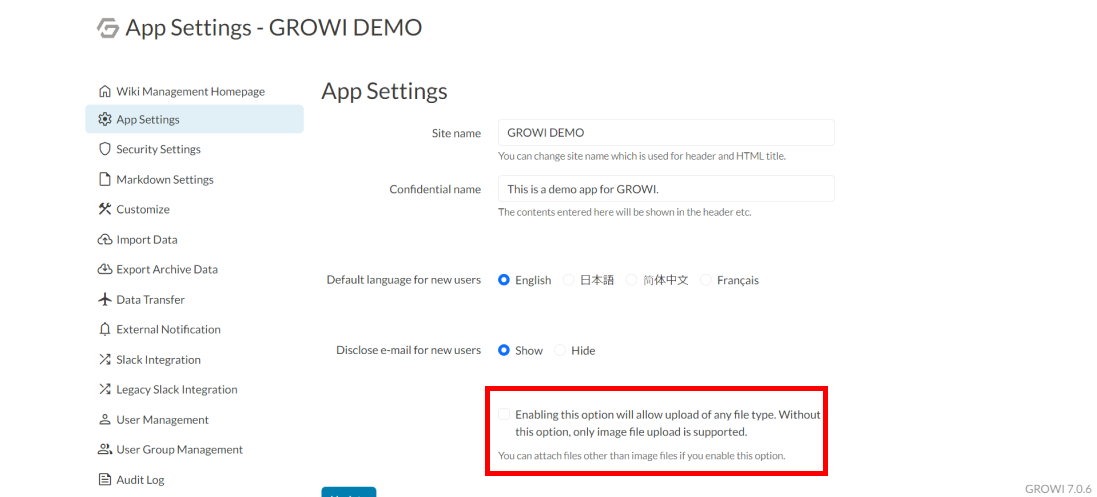 App Settings - GROWI DEMO
Wiki Management Homepage
App Settings
Security Settings
Markdown Settings
Customize
Import Data
Export Archive Data
Data Transfer
External Notification
Slack Integration
Legacy Slack Integration
User Management
User Group Management
Audit Log
App Settings
Site name
GROWI DEMO
You can change site name which is used for header and HTML title.
Confidential name
This is a demo app for GROWI.
The contents entered here will be shown in the header etc.
Default language for new users
English 日本語 简体中文 Français
Disclose e-mail for new users
Show Hide
Enabling this option will allow upload of any file type. Without
this option, only image file upload is supported.
You can attach files other than image files if you enable this option.
GROWI 7.0.6